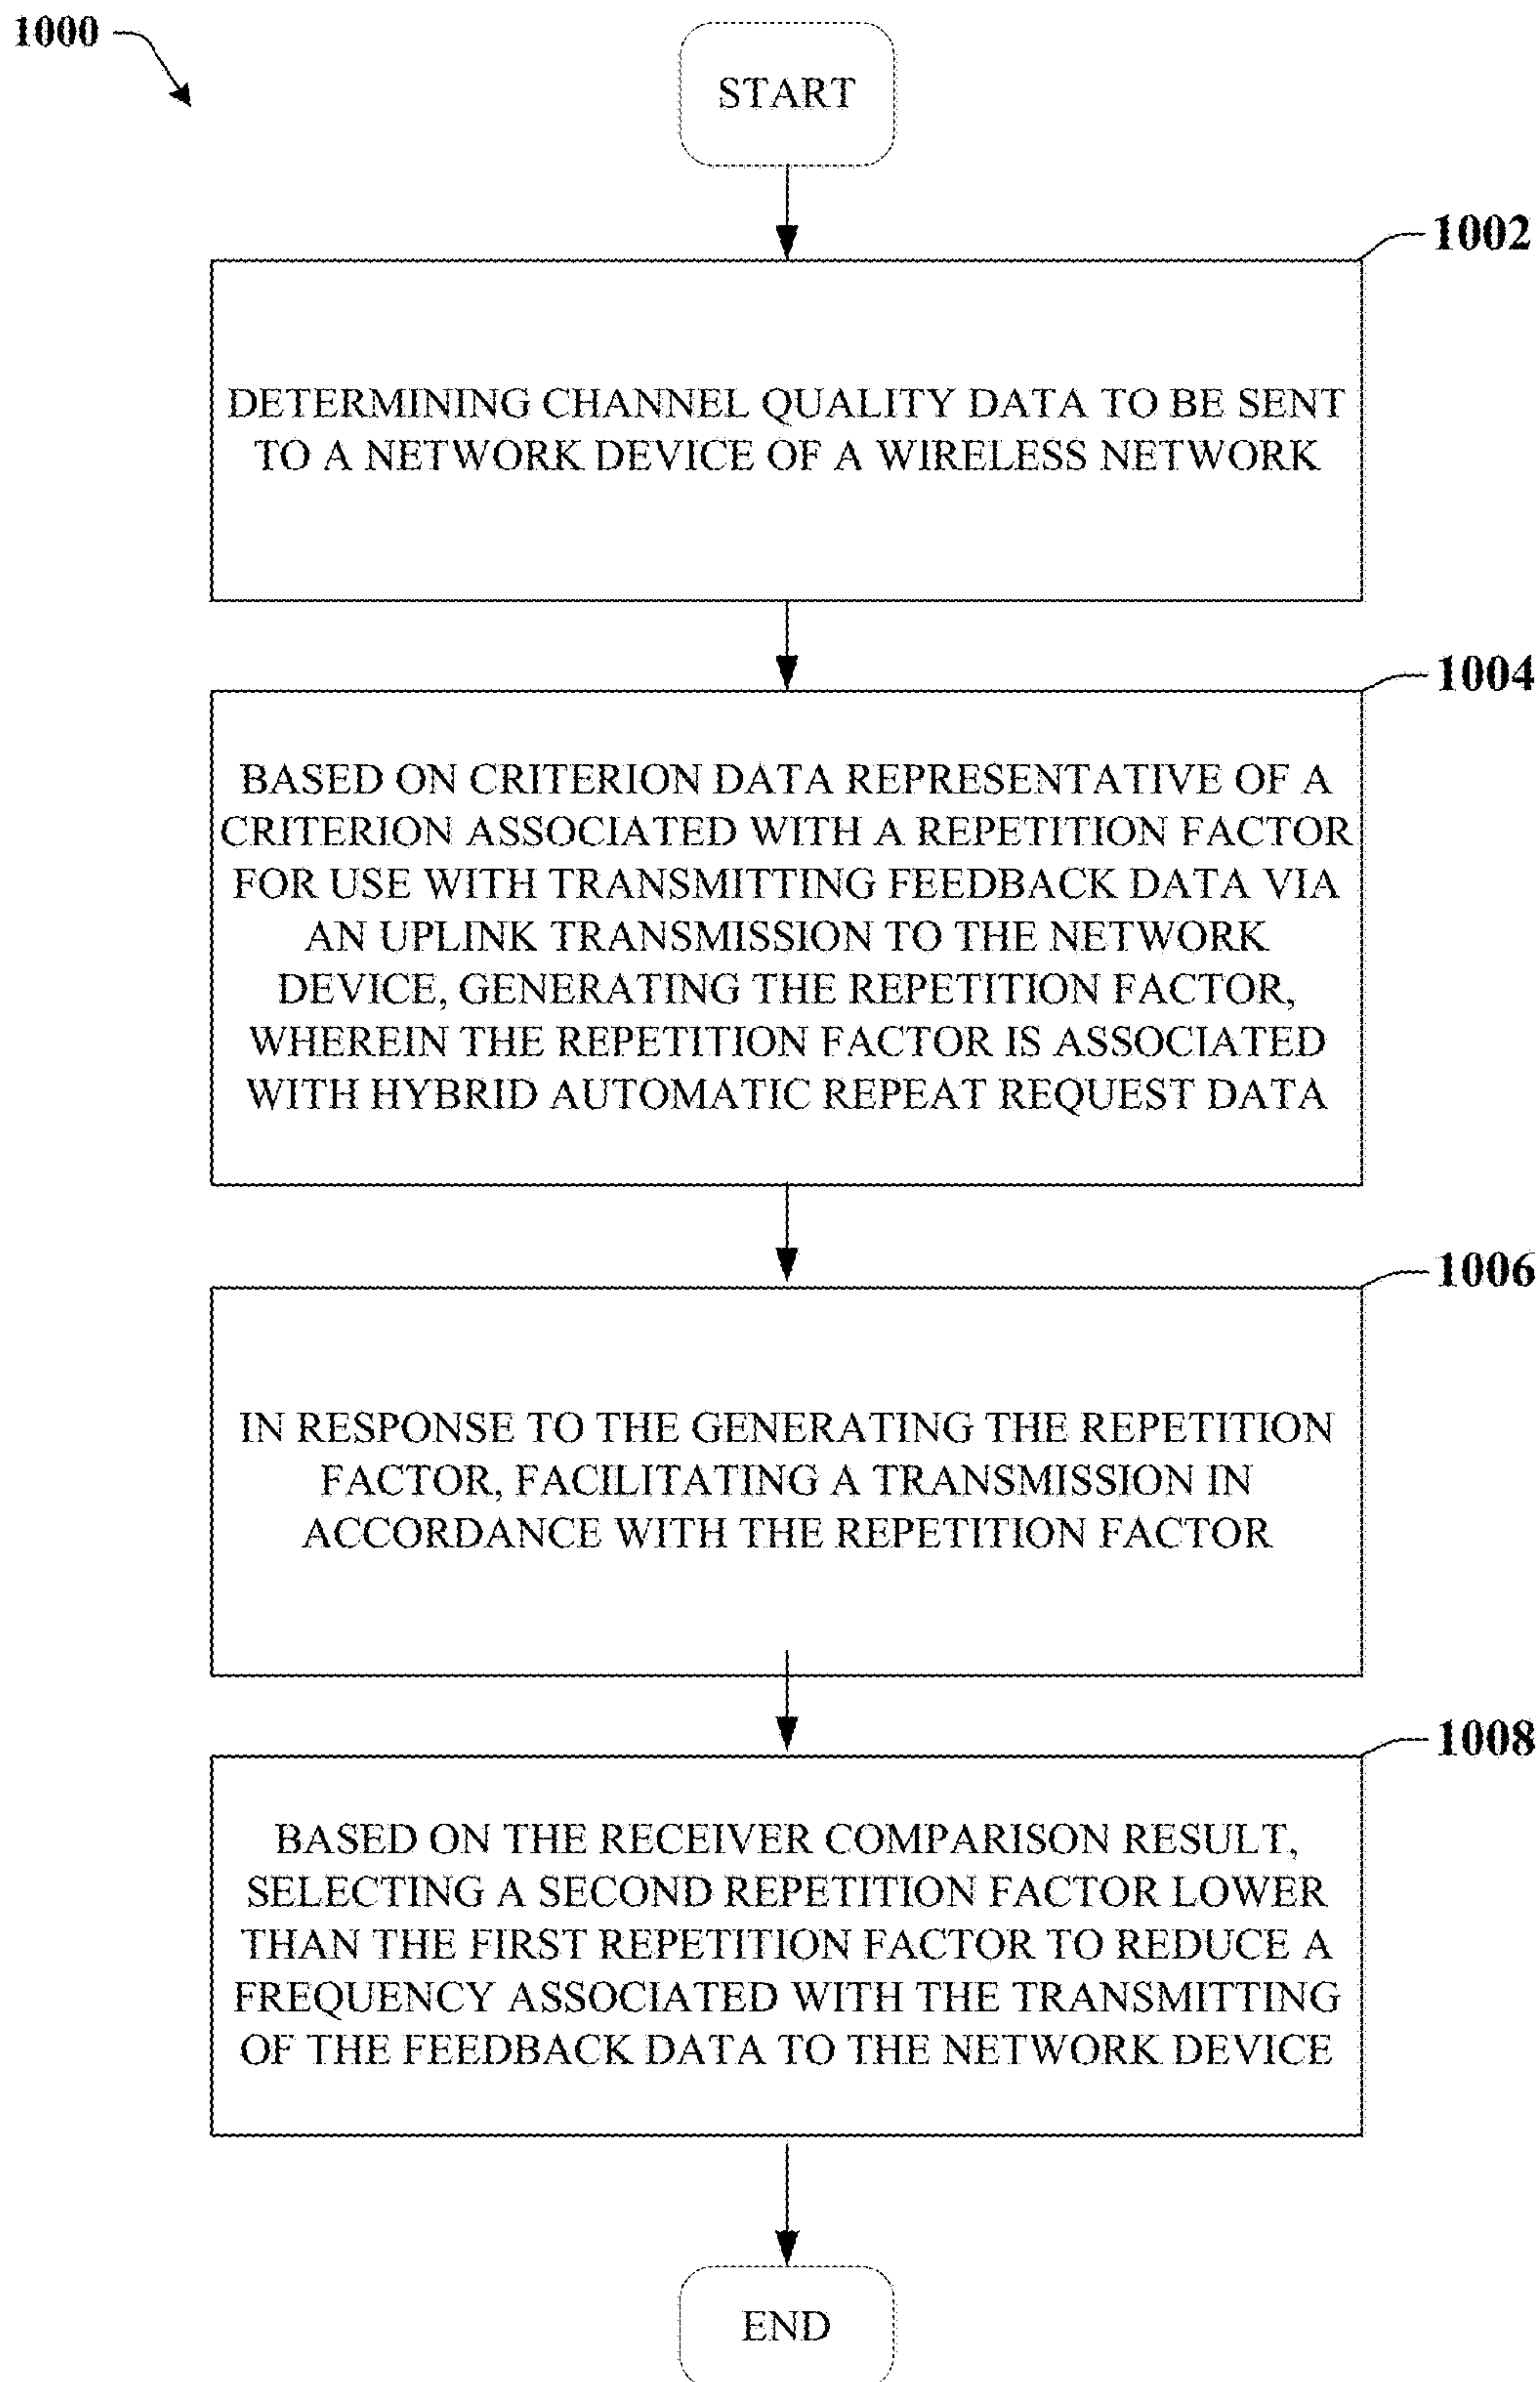 1000
START
1002
DETERMINING CHANNEL QUALITY DATA TO BE SENT
TO A NETWORK DEVICE OF A WIRELESS NETWORK
1004
BASED ON CRITERION DATA REPRESENTATIVE OF A
CRITERION ASSOCIATED WITH A REPETITION FACTOR
FOR USE WITH TRANSMITTING FEEDBACK DATA VIA
AN UPLINK TRANSMISSION TO THE NETWORK
DEVICE, GENERATING THE REPETITION FACTOR,
WHEREIN THE REPETITION FACTOR IS ASSOCIATED
WITH HYBRID AUTOMATIC REPEAT REQUEST DATA
1006
IN RESPONSE TO THE GENERATING THE REPETITION
FACTOR, FACILITATING A TRANSMISSION IN
ACCORDANCE WITH THE REPETITION FACTOR
1008
BASED ON THE RECEIVER COMPARISON RESULT,
SELECTING A SECOND REPETITION FACTOR LOWER
THAN THE FIRST REPETITION FACTOR TO REDUCE A
FREQUENCY ASSOCIATED WITH THE TRANSMITTING
OF THE FEEDBACK DATA TO THE NETWORK DEVICE
END